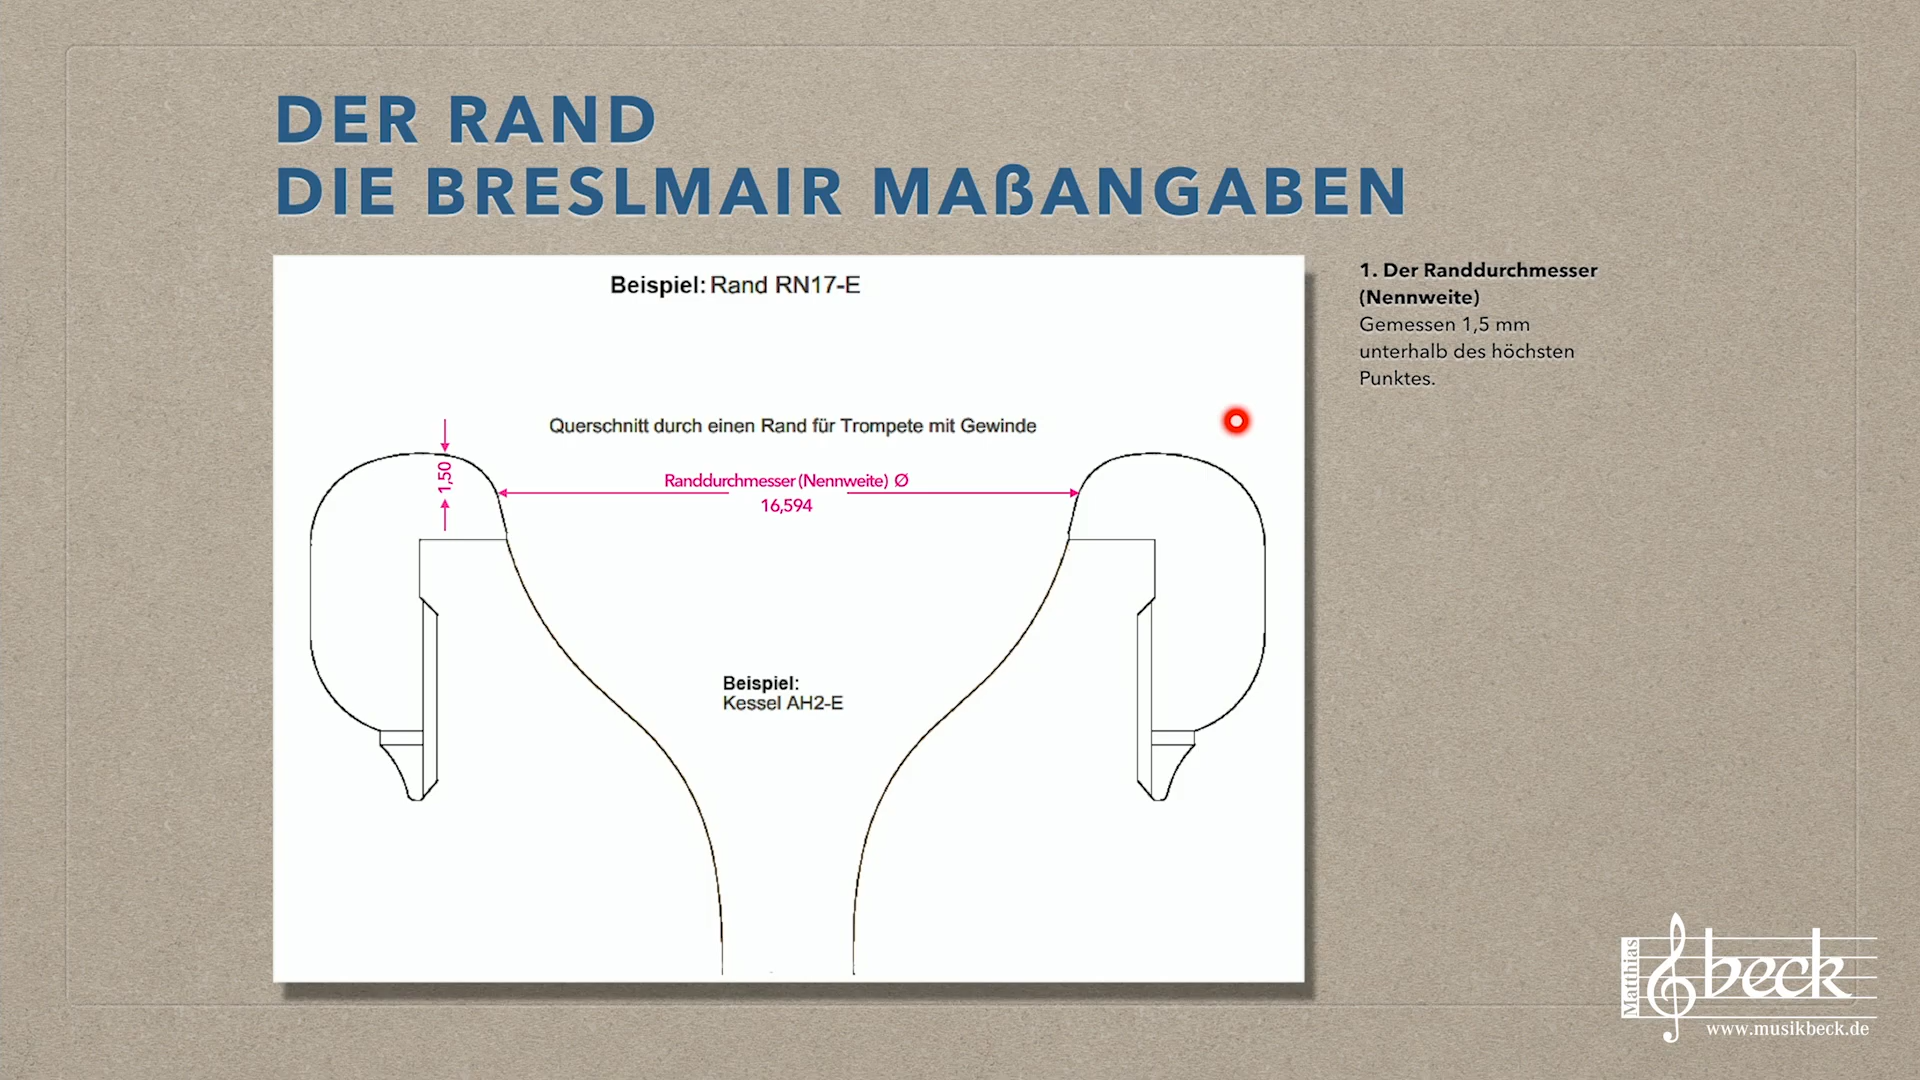 DER RAND
DIE BRESLMAIR MAßANGABEN
Beispiel: Rand RN17-E
1. Der Randdurchmesser
(Nennweite)
Gemessen 1,5 mm
unterhalb des höchsten
Punktes.
Querschnitt durch einen Rand für Trompete mit Gewinde
1,50
Randdurchmesser (Nennweite) Ø
16,594
Beispiel:
Kessel AH2-E
Matthias
beck
www.musikbeck.de